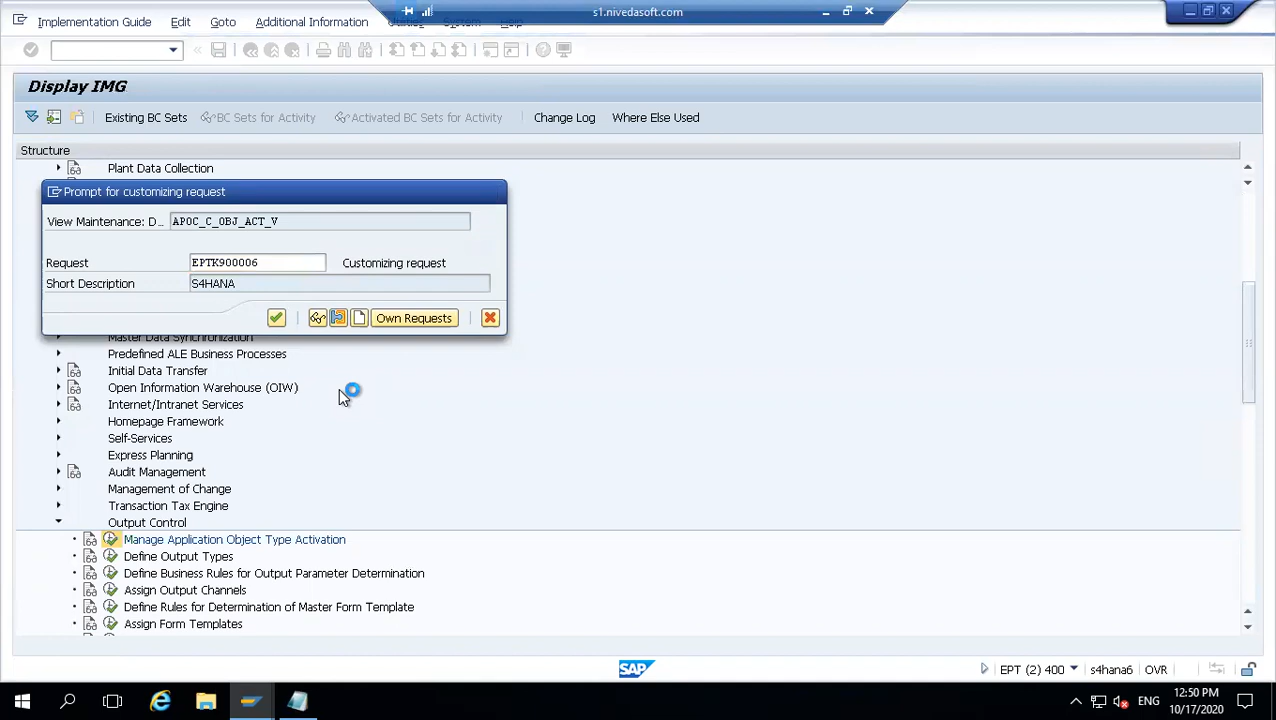 s1.nivedasoft.com
Implementation Guide Edit Goto Additional Information Utilities System Help
Display IMG
Existing BC Sets BC Sets for Activity Activated BC Sets for Activity Change Log Where Else Used
Structure
Plant Data Collection
Prompt for customizing request
View Maintenance: D... APOC_C_OBJ_ACT_V
Request EPTK900006 Customizing request
Short Description S4HANA
Own Requests
Master Data Synchronization
Predefined ALE Business Processes
Initial Data Transfer
Open Information Warehouse (OIW)
Internet/Intranet Services
Homepage Framework
Self-Services
Express Planning
Audit Management
Management of Change
Transaction Tax Engine
Output Control
Manage Application Object Type Activation
Define Output Types
Define Business Rules for Output Parameter Determination
Assign Output Channels
Define Rules for Determination of Master Form Template
Assign Form Templates
SAP EPT (2) 400 s4hana6 OVR
ENG 12:50 PM
10/17/2020